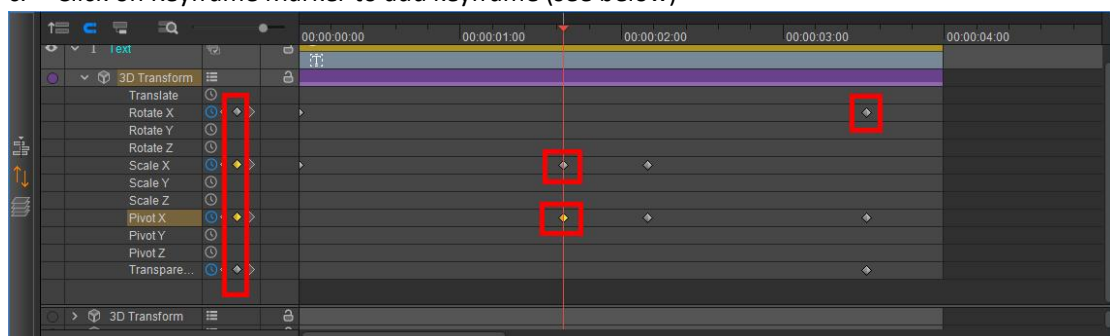 6. Click on Keyframe marker to add keyframe (see below)
00:00:00:00 00:00:01:00 00:00:02:00 00:00:03:00 00:00:04:00
1 Text
T
3D Transform
Translate
Rotate X
Rotate Y
Rotate Z
Scale X
Scale Y
Scale Z
Pivot X
Pivot Y
Pivot Z
Transpare...
3D Transform